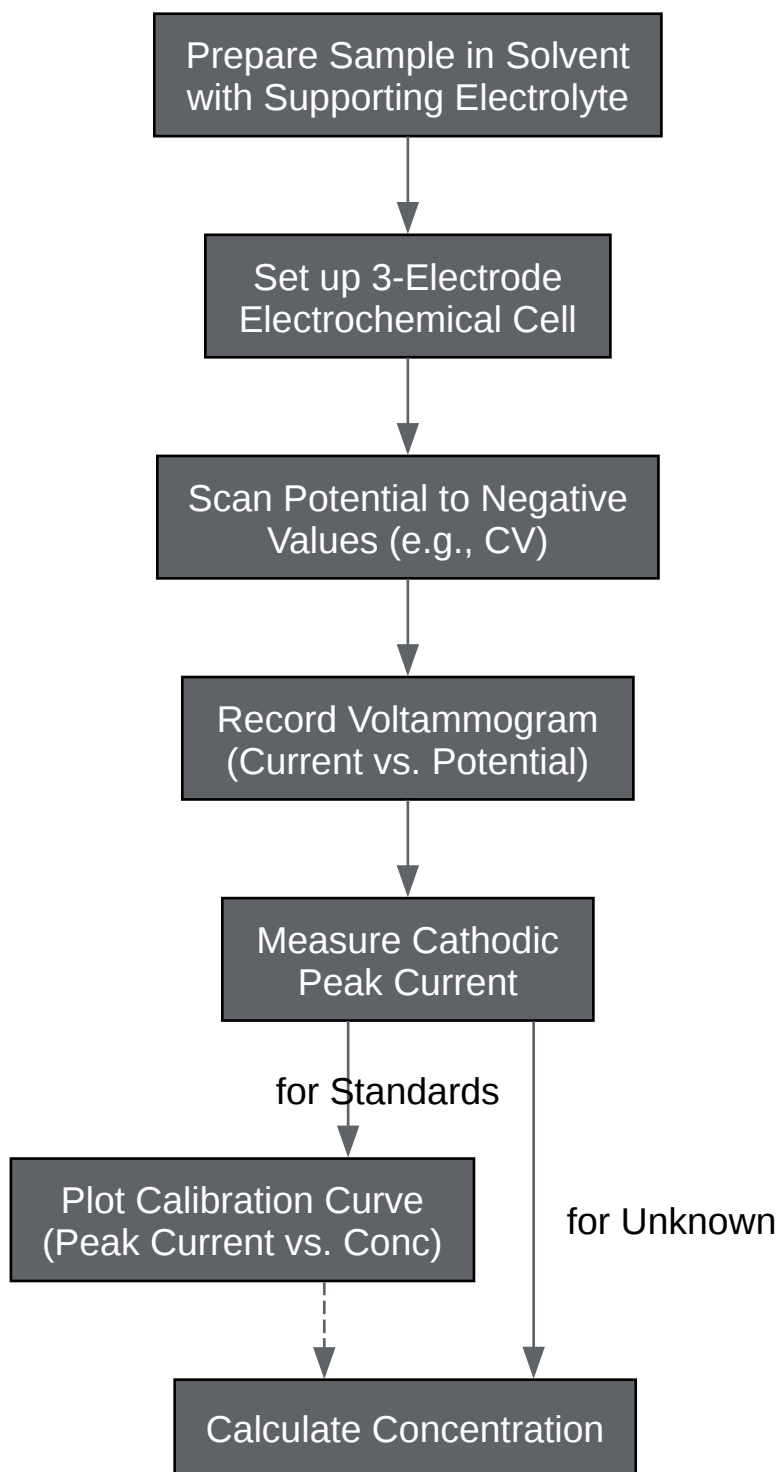 Prepare Sample in Solvent
with Supporting Electrolyte
Set up 3-Electrode
Electrochemical Cell
Scan Potential to Negative
Values (e.g., CV)
Record Voltammogram
(Current vs. Potential)
Measure Cathodic
Peak Current
for Standards
Plot Calibration Curve
(Peak Current vs. Conc)
for Unknown
Calculate Concentration